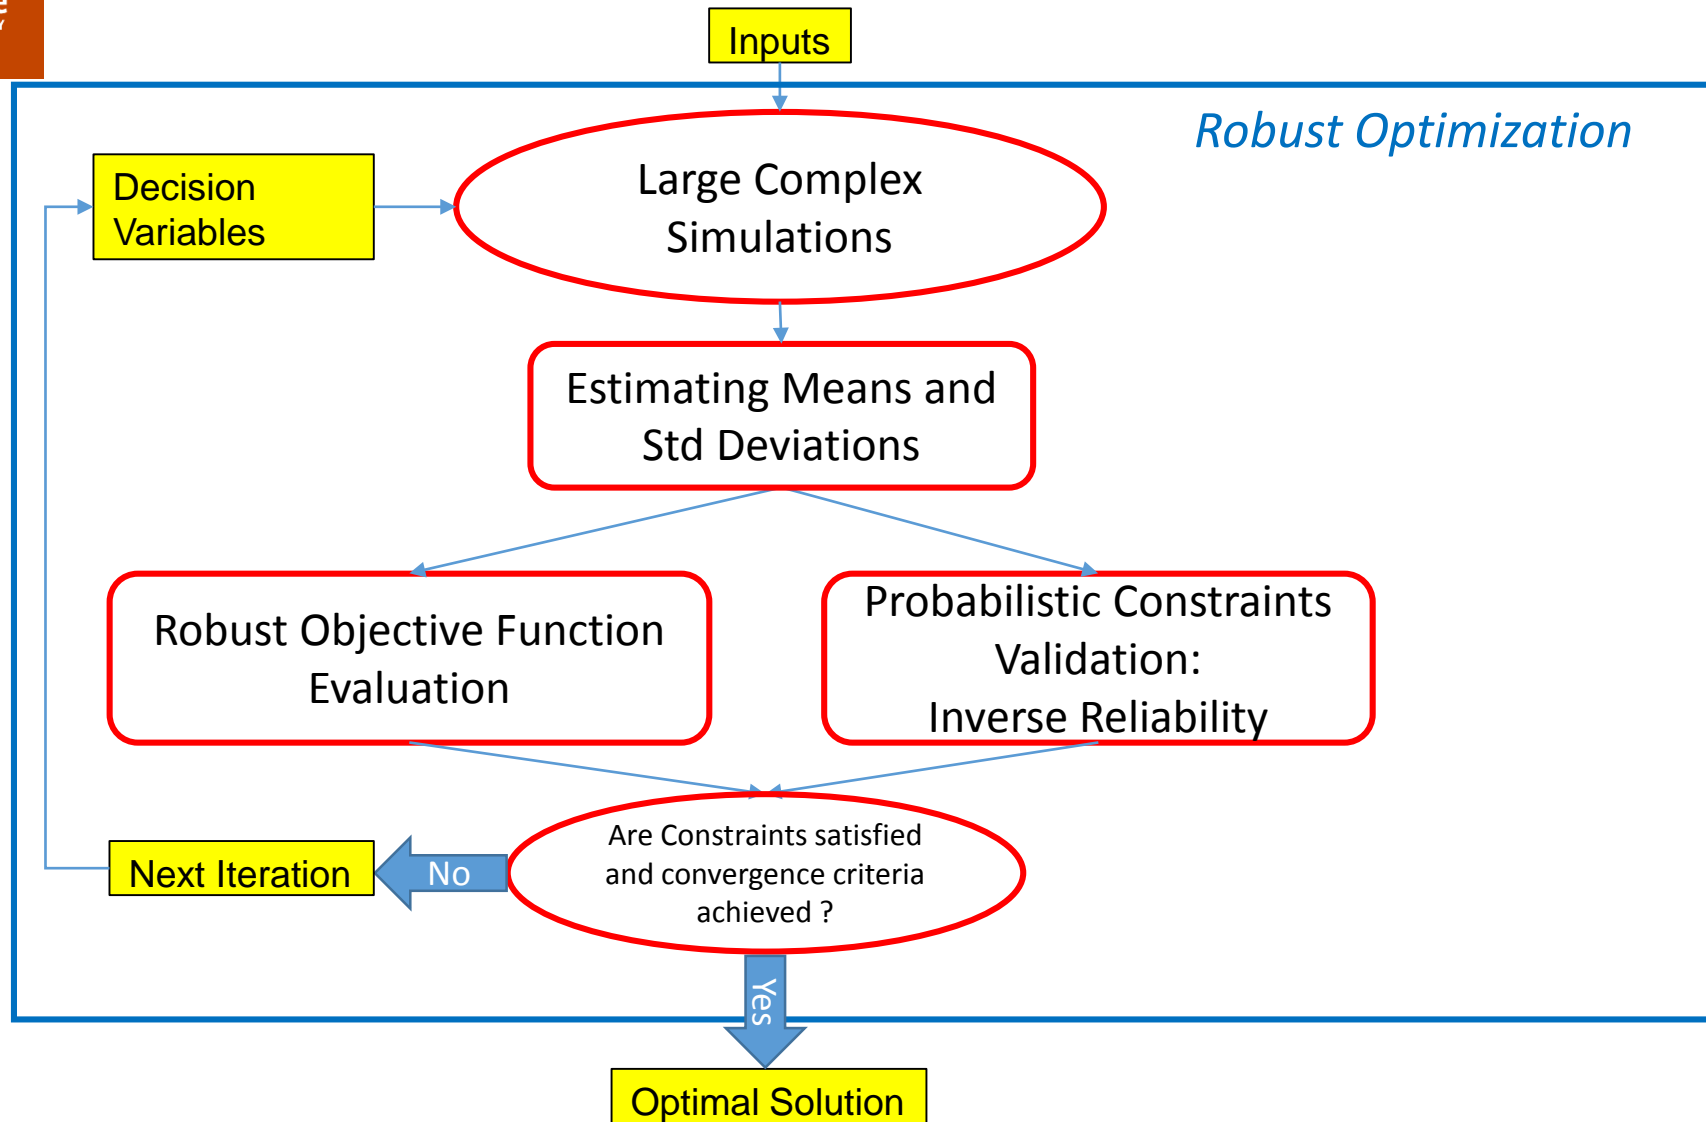 Inputs
Robust Optimization
Decision
Variables
Large Complex
Simulations
Estimating Means and
Std Deviations
Robust Objective Function
Evaluation
Probabilistic Constraints
Validation:
Inverse Reliability
Are Constraints satisfied
and convergence criteria
achieved ?
No
Next Iteration
Yes
Optimal Solution